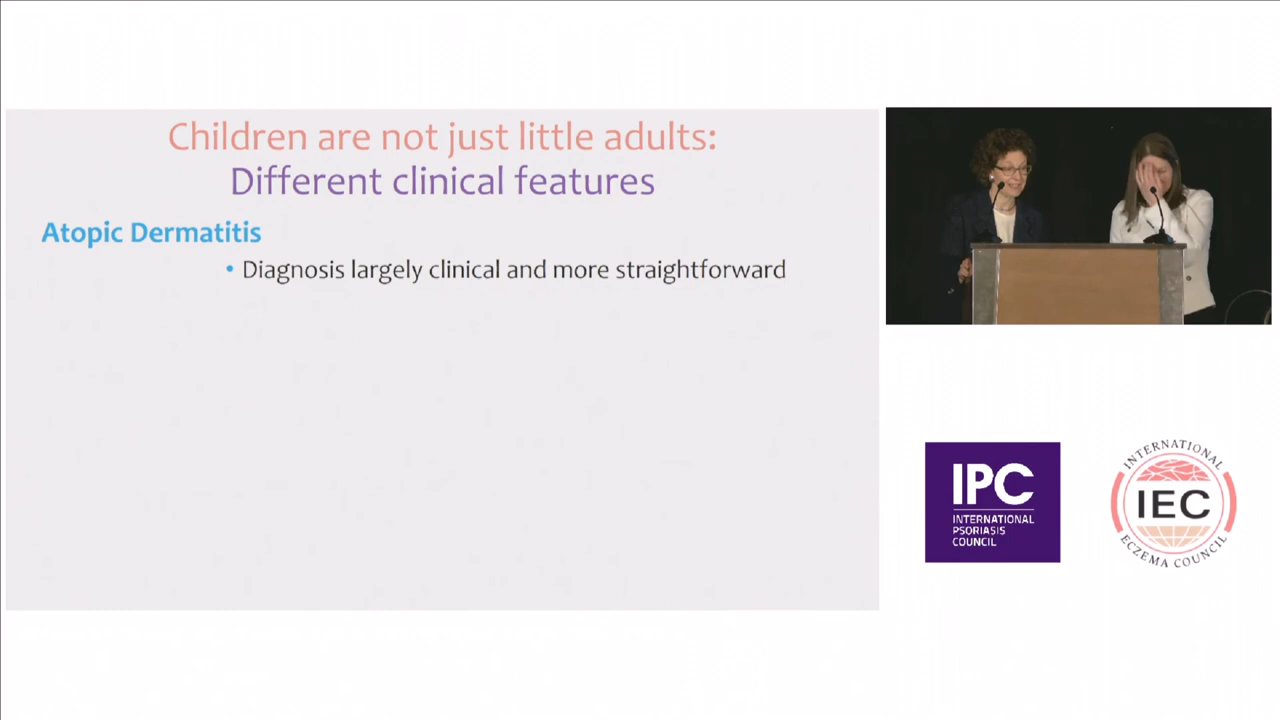 Children are not just little adults:
Different clinical features
Atopic Dermatitis
• Diagnosis largely clinical and more straightforward
IPC
INTERNATIONAL
PSORIASIS
COUNCIL
INTERNATIONAL
IEC
ECZEMA COUNCIL